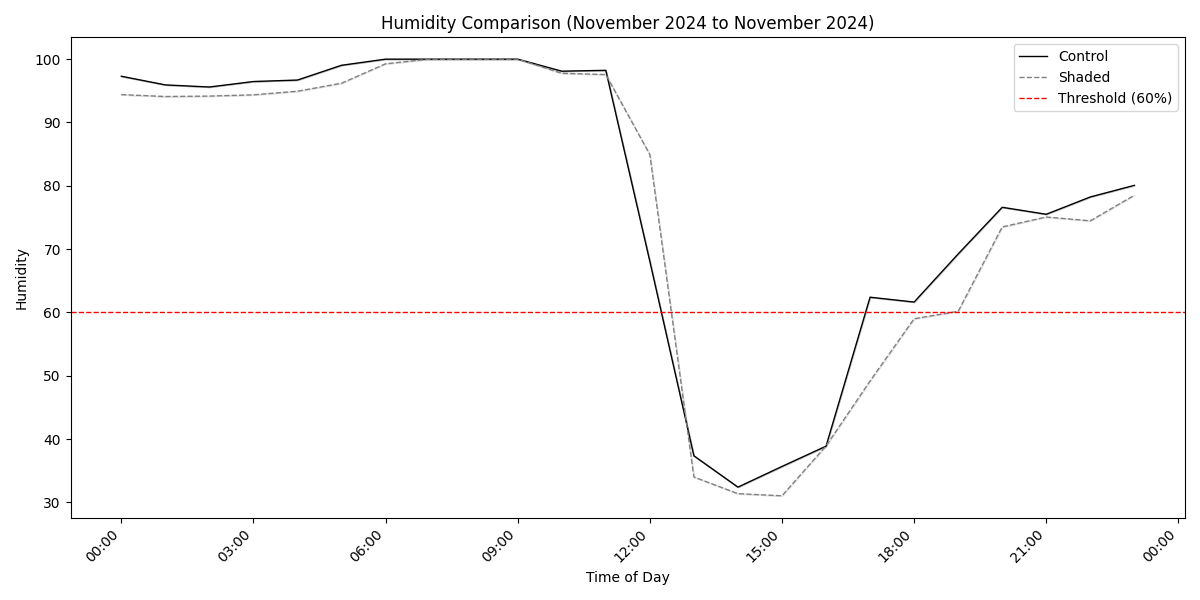 Humidity Comparison (November 2024 to November 2024)
Control
Shaded
Threshold (60%)
Humidity
100
90
80
70
60
50
40
30
00:00
03:00
06:00
09:00
12:00
15:00
18:00
21:00
00:00
Time of Day